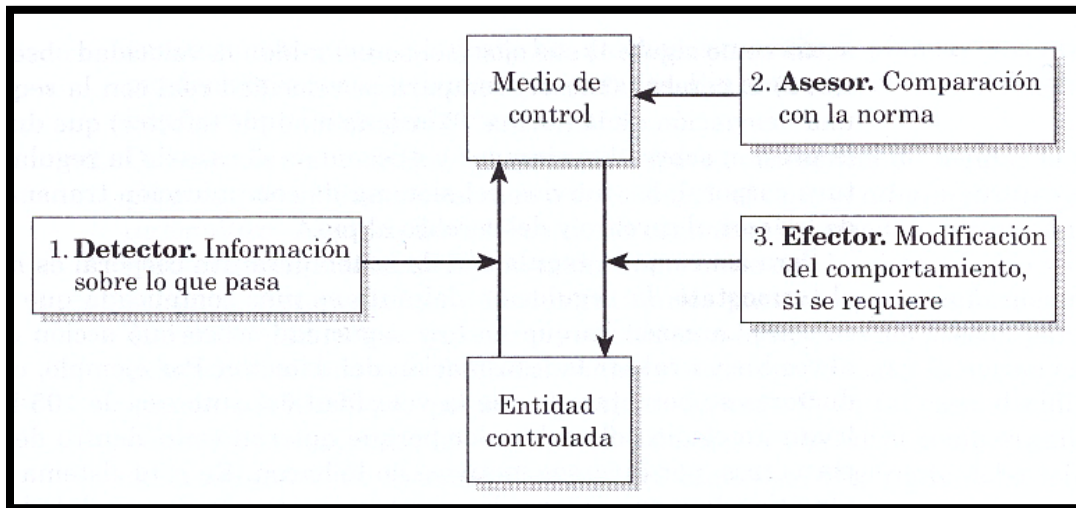 Medio de
control
2. Asesor. Comparación
con la norma
1. Detector. Información
sobre lo que pasa
3. Efector. Modificación
del comportamiento,
si se requiere
Entidad
controlada